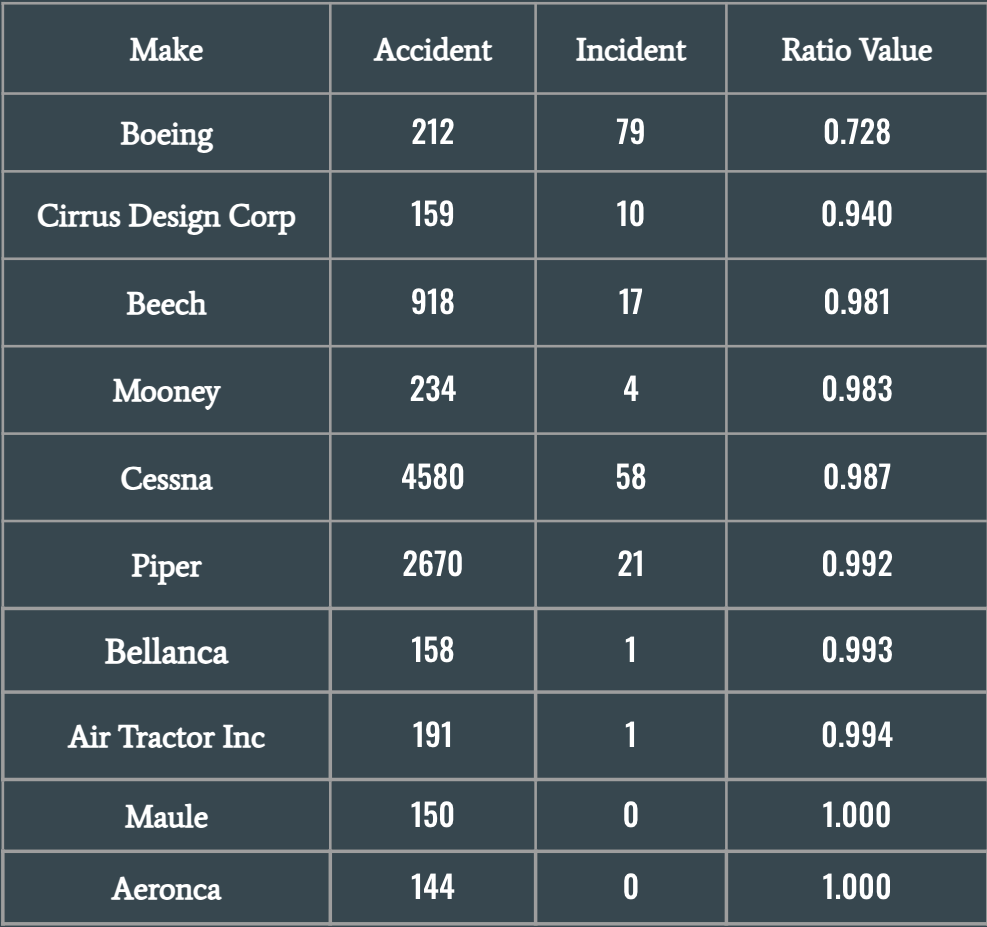 Make Accident Incident Ratio Value
Boeing 212 79 0.728
Cirrus Design Corp 159 10 0.940
Beech 918 17 0.981
Mooney 234 4 0.983
Cessna 4580 58 0.987
Piper 2670 21 0.992
Bellanca 158 1 0.993
Air Tractor Inc 191 1 0.994
Maule 150 0 1.000
Aeronca 144 0 1.000